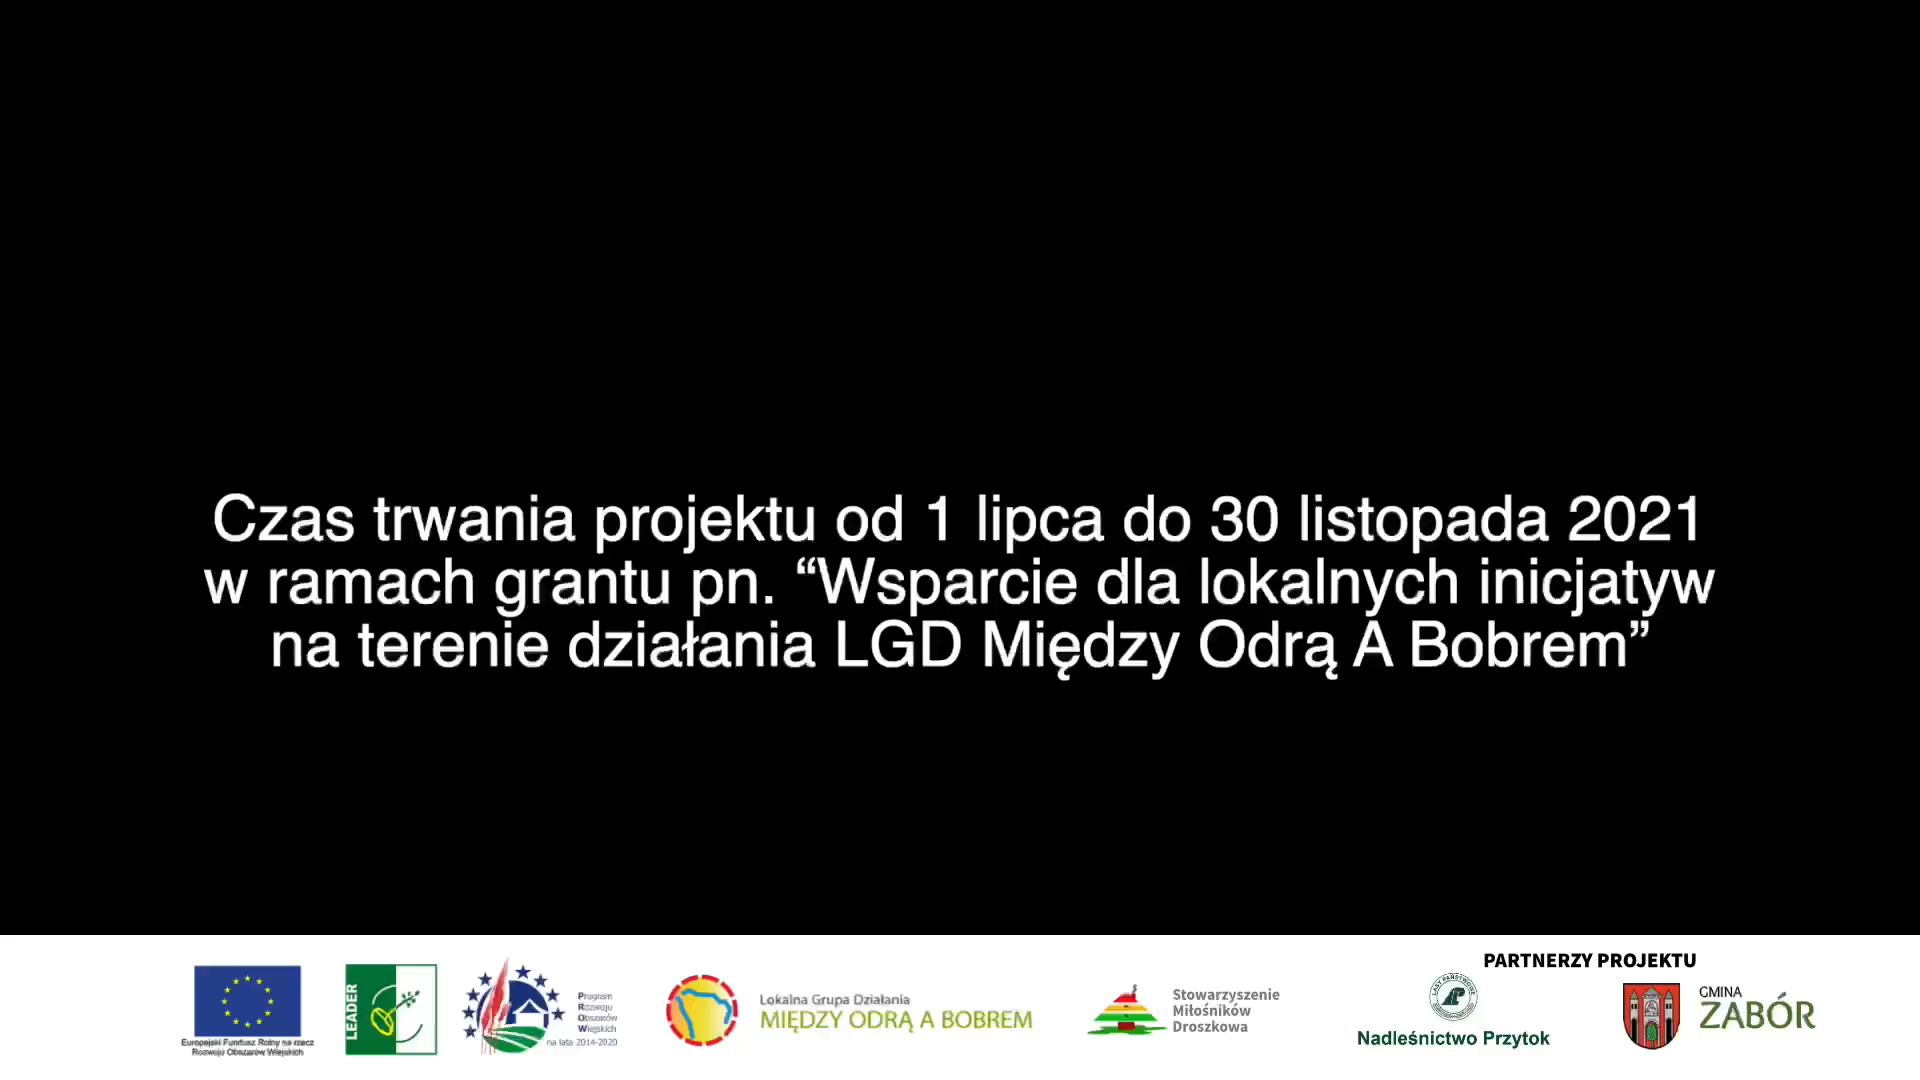 Czas trwania projektu od 1 lipca do 30 listopada 2021
w ramach grantu pn. “Wsparcie dla lokalnych inicjatyw
na terenie działania LGD Między Odrą A Bobrem”
PARTNERZY PROJEKTU
Europejski Fundusz Rolny na rzecz
Rozwoju Obszarów Wiejskich
LEADER
Program
Rozwoju
Obszarów
Wiejskich
na lata 2014-2020
Lokalna Grupa Działania
MIĘDZY ODRĄ A BOBREM
Stowarzyszenie
Miłośników
Droszkowa
LASY PAŃSTWOWE
Nadleśnictwo Przytok
GMINA
ZABÓR